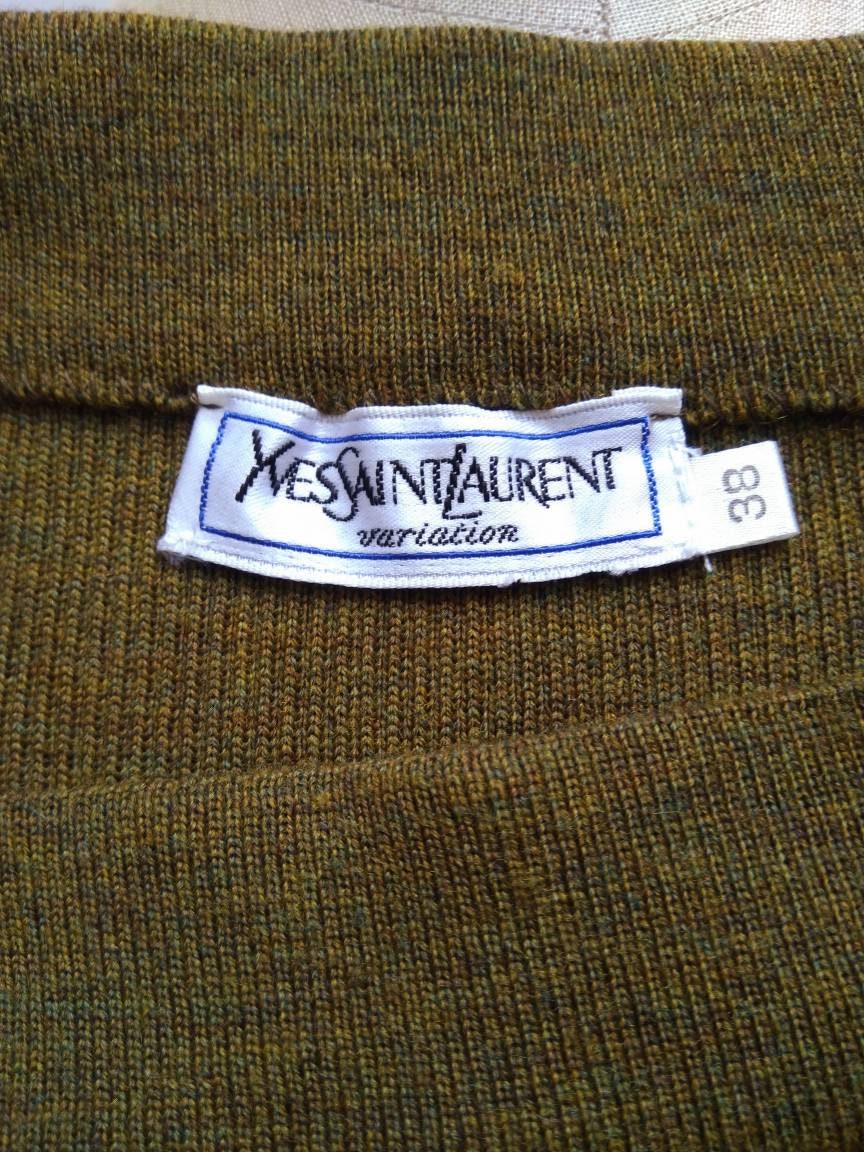 YVESSAINTLAURENT
variation
38